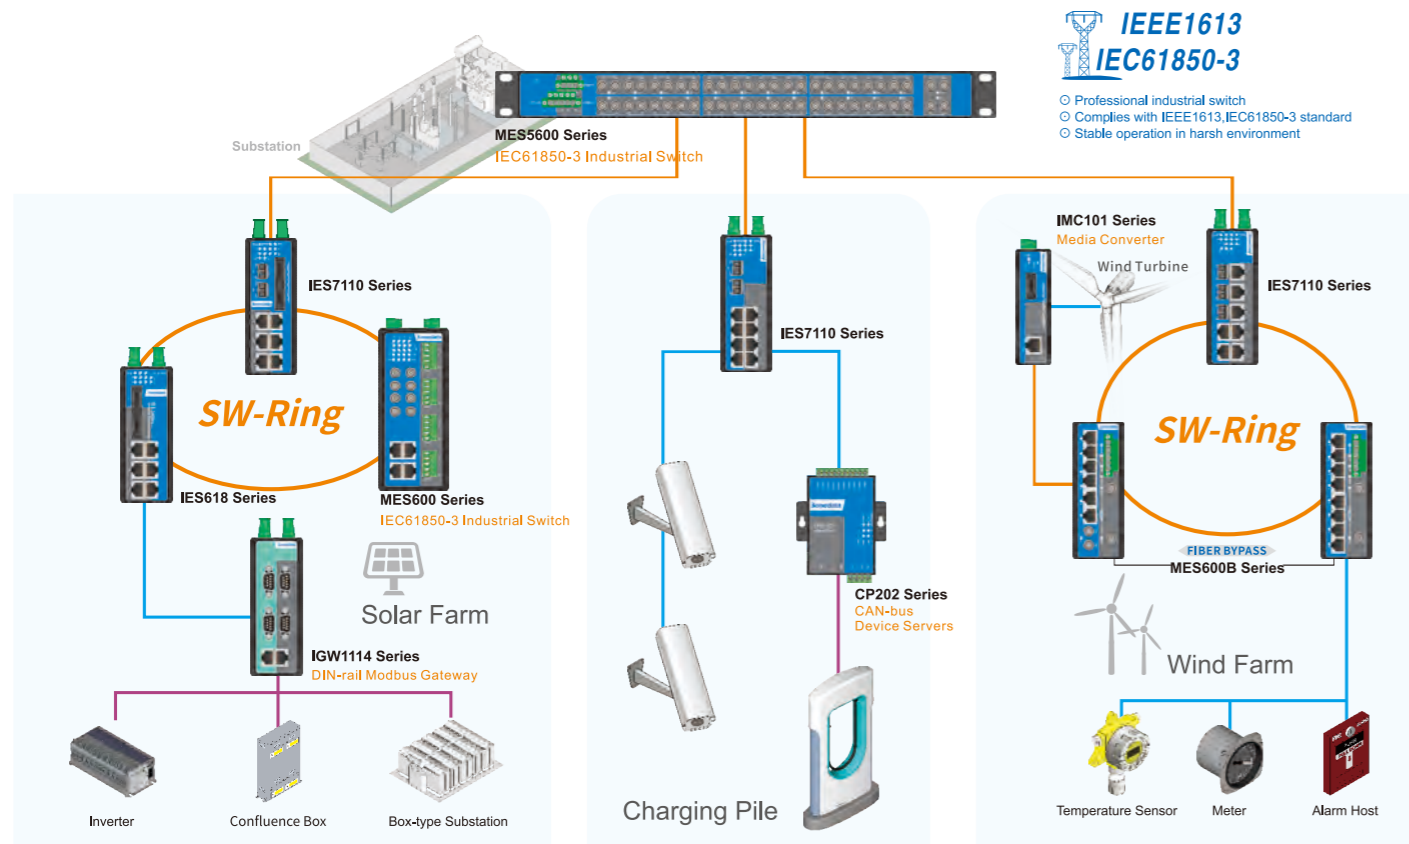 IEEE1613
IEC61850-3
Professional industrial switch
Complies with IEEE1613,IEC61850-3 standard
Stable operation in harsh environment
Substation
MES5600 Series
IEC61850-3 Industrial Switch
IES7110 Series
SW-Ring
IES618 Series
MES600 Series
IEC61850-3 Industrial Switch
Solar Farm
IGW1114 Series
DIN-rail Modbus Gateway
Inverter
Confluence Box
Box-type Substation
IES7110 Series
CP202 Series
CAN-bus
Device Servers
Charging Pile
IMC101 Series
Media Converter
Wind Turbine
IES7110 Series
SW-Ring
FIBER BYPASS
MES600B Series
Wind Farm
Temperature Sensor
Meter
Alarm Host